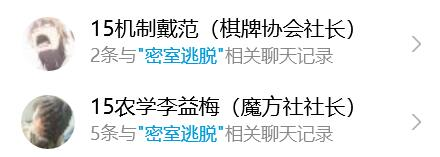 15机制戴范（棋牌协会社长）
2条与"密室逃脱"相关聊天记录
15农学李益梅（魔方社社长）
5条与"密室逃脱"相关聊天记录